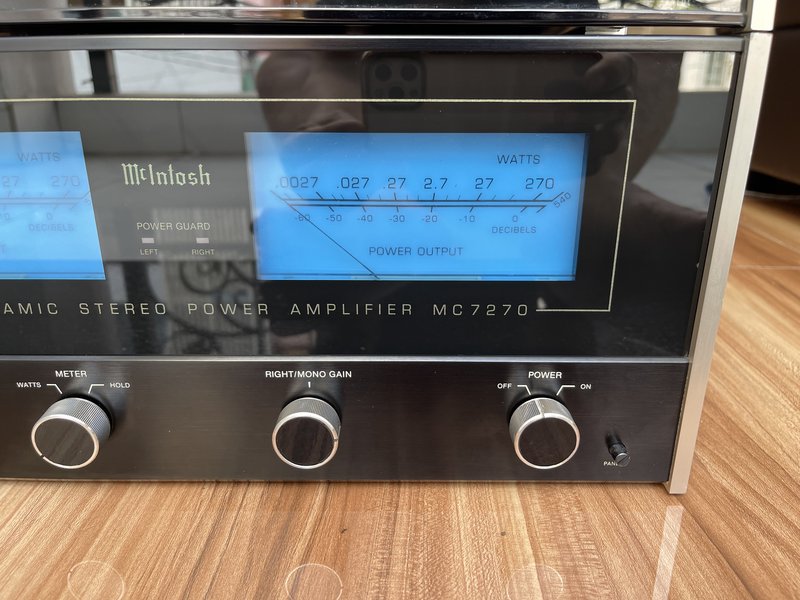 WATTS
27 270
0
DECIBELS
McIntosh
POWER GUARD
LEFT RIGHT
WATTS
.0027 .027 .27 2.7 27 270
540
-60 -50 -40 -30 -20 -10 0
DECIBELS
POWER OUTPUT
AMIC STEREO POWER AMPLIFIER MC7270
METER
WATTS HOLD
RIGHT/MONO GAIN
POWER
OFF ON